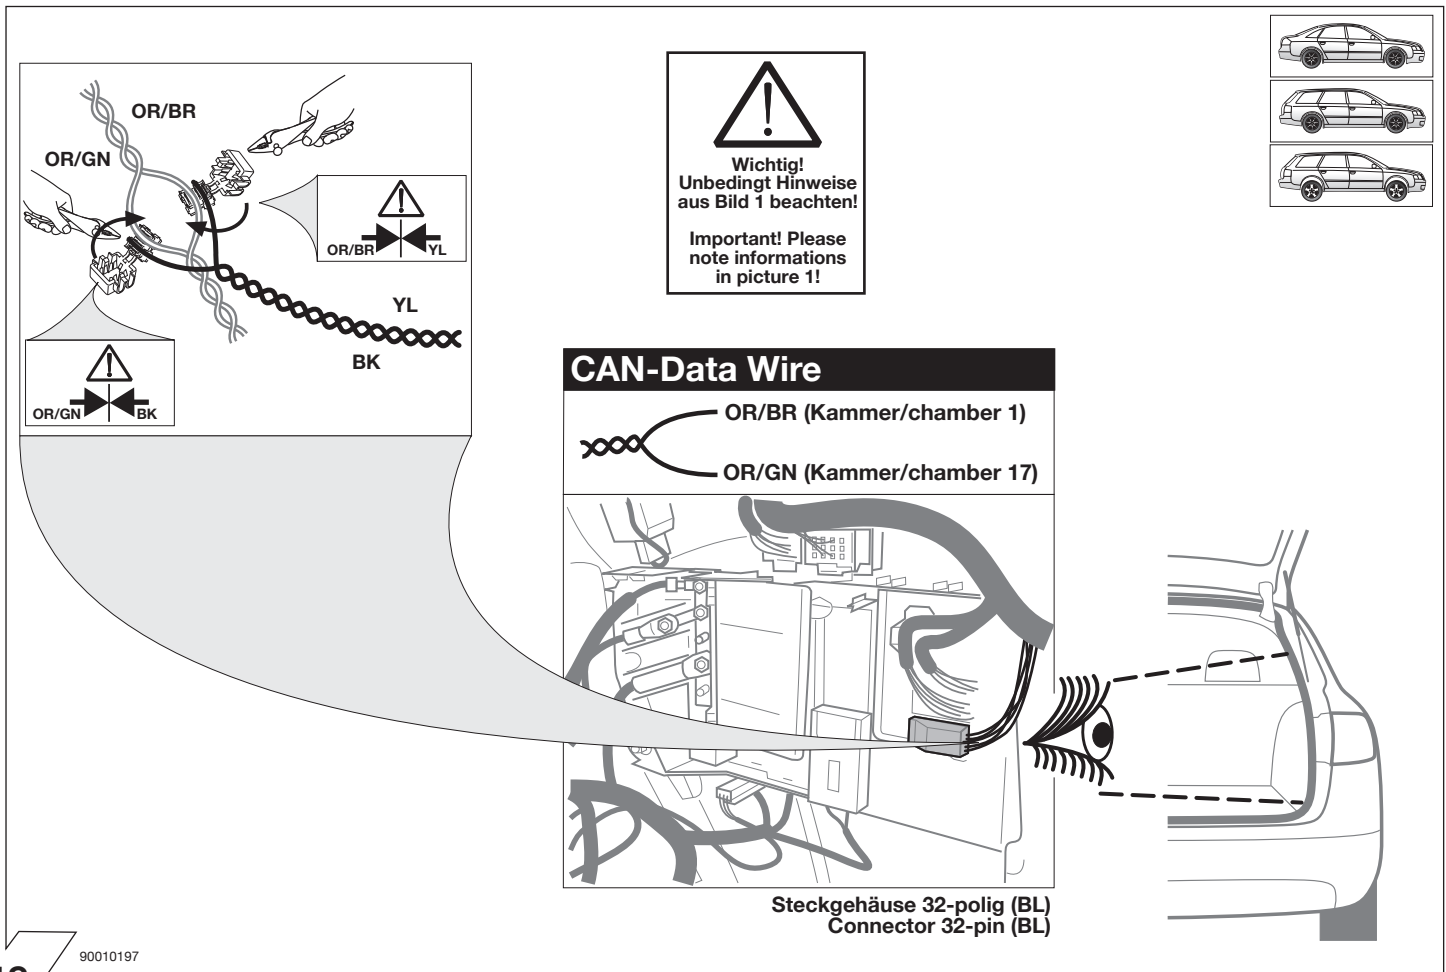 OR/BR
OR/GN
OR/BR YL
YL
BK
OR/GN BK
Wichtig!
Unbedingt Hinweise
aus Bild 1 beachten!
Important! Please
note informations
in picture 1!
CAN-Data Wire
OR/BR (Kammer/chamber 1)
OR/GN (Kammer/chamber 17)
Steckgehäuse 32-polig (BL)
Connector 32-pin (BL)
90010197